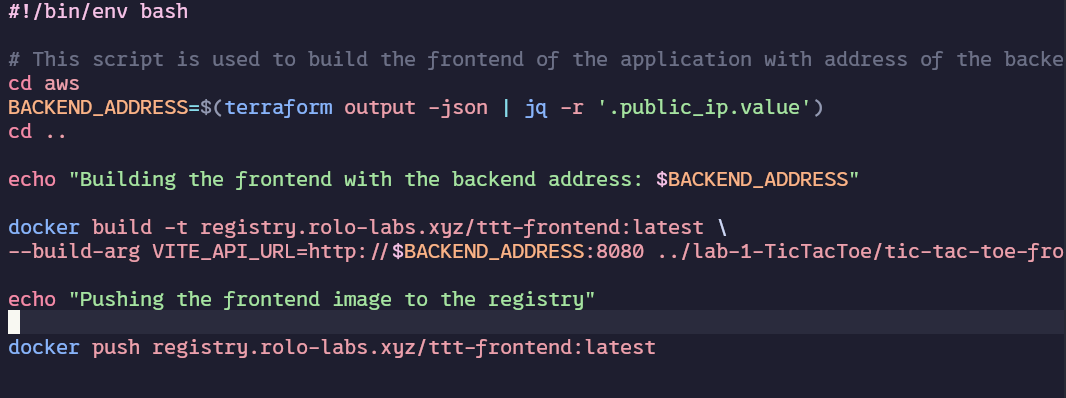 #!/bin/env bash
# This script is used to build the frontend of the application with address of the
cd aws
BACKEND_ADDRESS=$(terraform output -json | jq -r '.public_ip.value')
cd ..
echo "Building the frontend with the backend address: $BACKEND_ADDRESS"
docker build -t registry.rolo-labs.xyz/ttt-frontend:latest \
--build-arg VITE_API_URL=http://$BACKEND_ADDRESS:8080 ../lab-1-TicTacToe/tic-tac-toe-fro
echo "Pushing the frontend image to the registry"
docker push registry.rolo-labs.xyz/ttt-frontend:latest